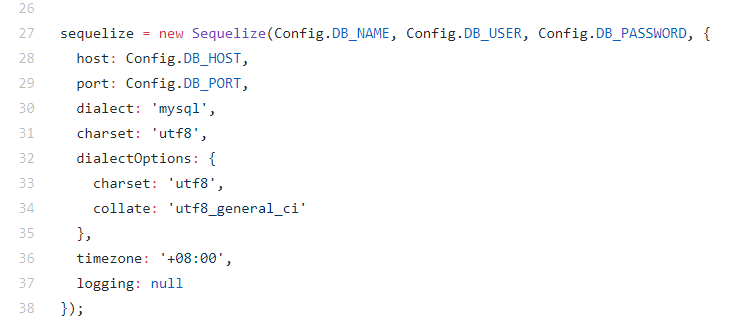 26
27 sequelize = new Sequelize(Config.DB_NAME, Config.DB_USER, Config.DB_PASSWORD, {
28   host: Config.DB_HOST,
29   port: Config.DB_PORT,
30   dialect: 'mysql',
31   charset: 'utf8',
32   dialectOptions: {
33     charset: 'utf8',
34     collate: 'utf8_general_ci'
35   },
36   timezone: '+08:00',
37   logging: null
38 });